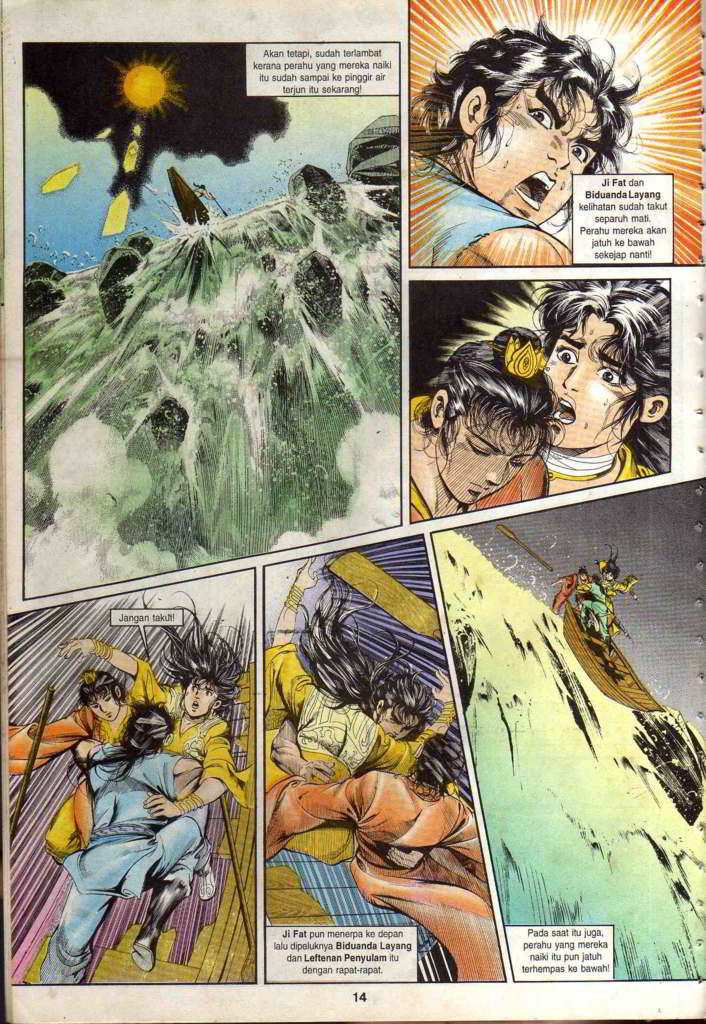 Akan tetapi, sudah terlambat
kerana perahu yang mereka naiki
itu sudah sampai ke pinggir air
terjun itu sekarang!
Ji Fat dan
Biduanda Layang
kelihatan sudah takut
separuh mati.
Perahu mereka akan
jatuh ke bawah
sekejap nanti!
Jangan takut!
Ji Fat pun menerpa ke depan
lalu dipeluknya Biduanda Layang
dan Leftenan Penyulam itu
dengan rapat-rapat.
Pada saat itu juga,
perahu yang mereka
naiki itu pun jatuh
terhempas ke bawah!
14